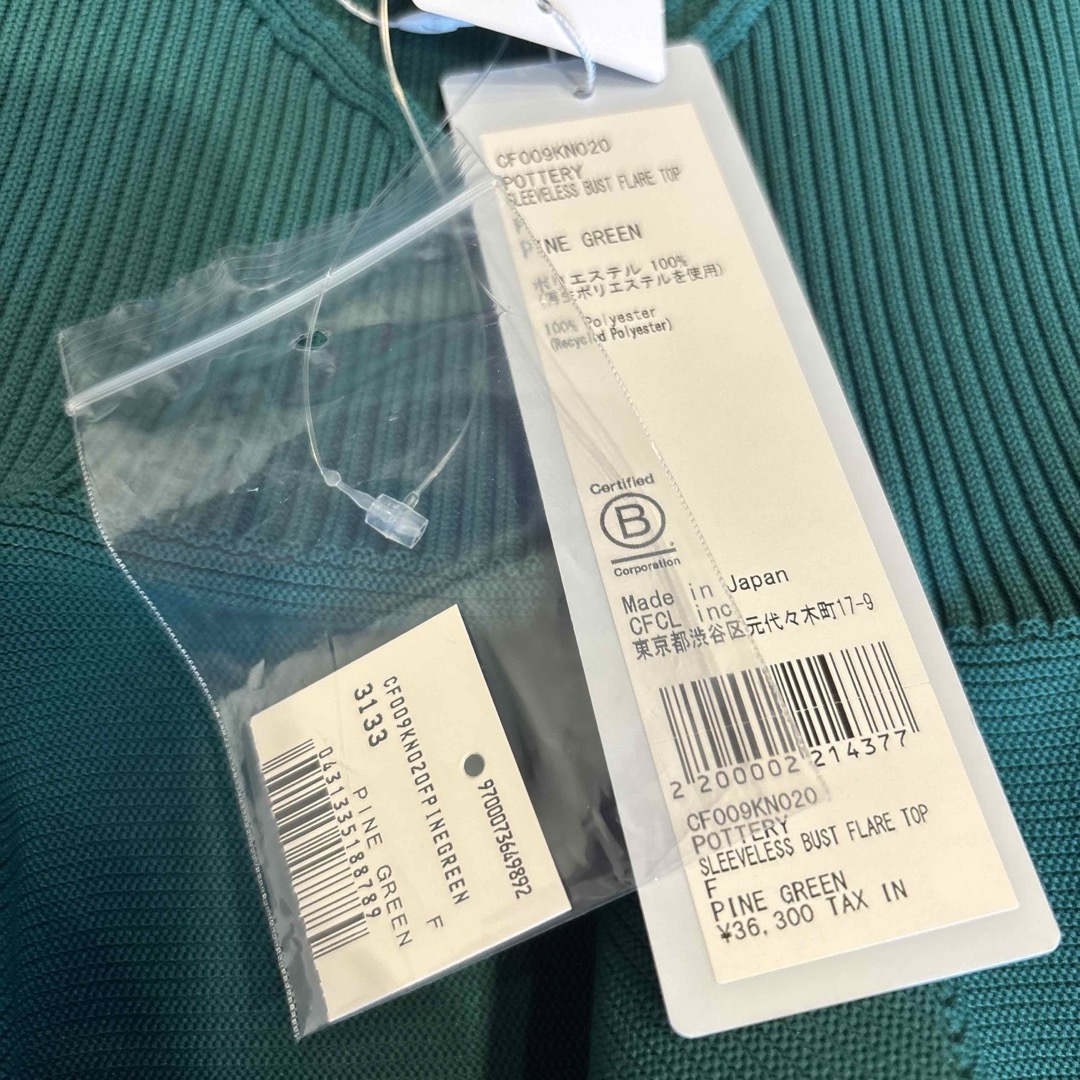 CF009KN020
POTTERY
SLEEVELESS BUST FLARE TOP
F
PINE GREEN
ポリエステル 100%
(再生ポリエステルを使用)
100% Polyester
(Recycled Polyester)
Certified
B
Corporation
Made in Japan
CFCL inc
東京都渋谷区元代々木町17-9
2 200002 214377
CF009KN020
POTTERY
SLEEVELESS BUST FLARE TOP
F
PINE GREEN
¥36,300 TAX IN
9700073649892
CF009KN020FPINEGREEN
3133
F
0431335188789
PINE GREEN